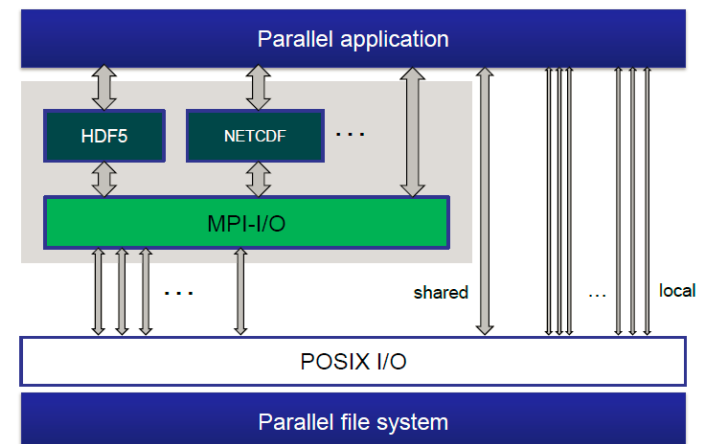 Parallel application
HDF5
NETCDF
...
MPI-I/O
...
shared
...
local
POSIX I/O
Parallel file system